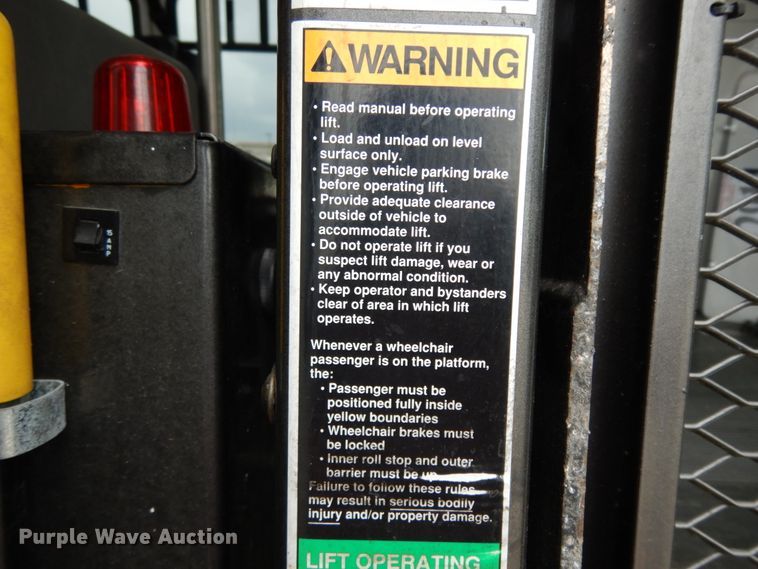 WARNING
• Read manual before operating
lift.
• Load and unload on level
surface only.
• Engage vehicle parking brake
before operating lift.
• Provide adequate clearance
outside of vehicle to
accommodate lift.
• Do not operate lift if you
suspect lift damage, wear or
any abnormal condition.
• Keep operator and bystanders
clear of area in which lift
operates.
Whenever a wheelchair
passenger is on the platform,
the:
• Passenger must be
positioned fully inside
yellow boundaries
• Wheelchair brakes must
be locked
• Inner roll stop and outer
barrier must be up
Failure to follow these rules
may result in serious bodily
injury and/or property damage.
LIFT OPERATING
15 AMP
Purple Wave Auction